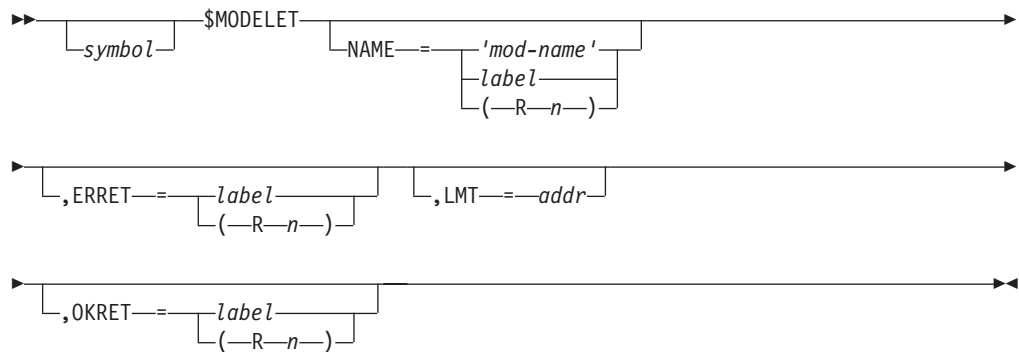 symbol $MODELET NAME = 'mod-name'
label
( R n )
,ERRET = label ,LMT = addr
( R n )
,OKRET = label
( R n )